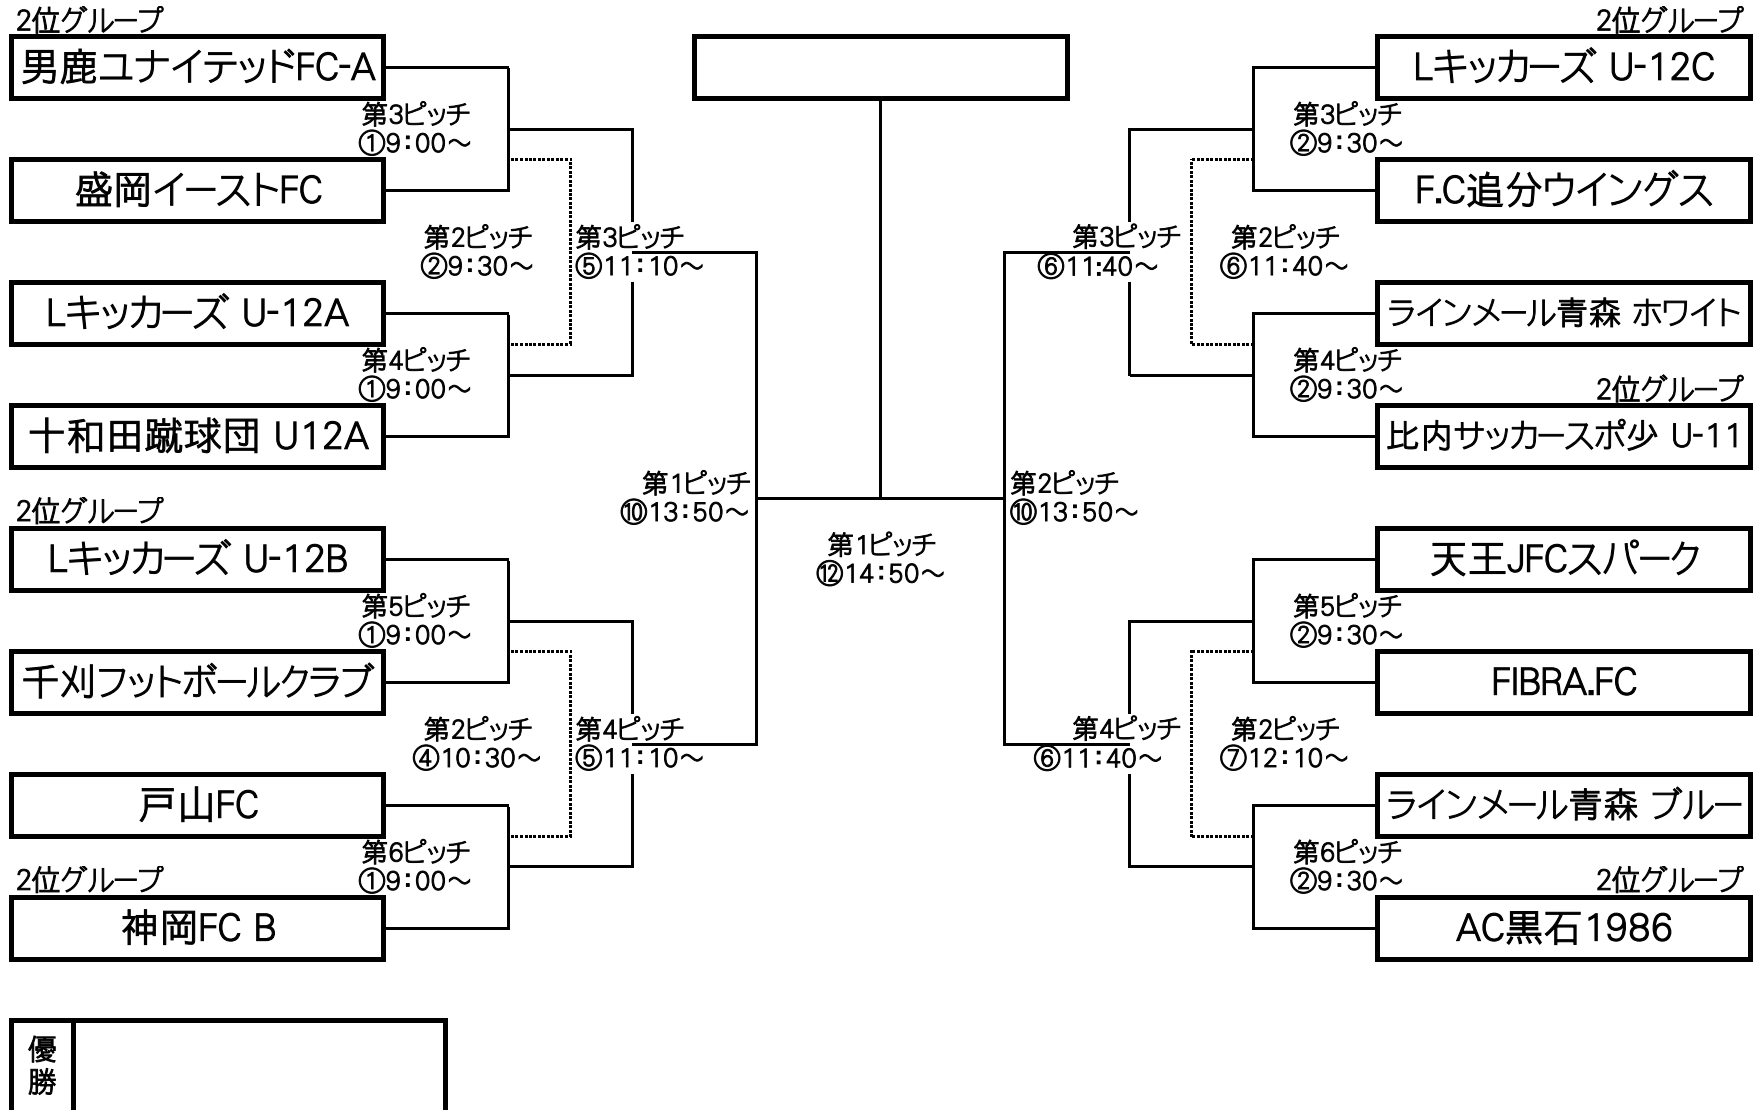 2位グループ
男鹿ユナイテッドFC-A
第3ピッチ
①9:00～
盛岡イーストFC
第2ピッチ
②9:30～
第3ピッチ
⑤11:10～
Lキッカーズ U-12A
第4ピッチ
①9:00～
十和田蹴球団 U12A
2位グループ
Lキッカーズ U-12B
第5ピッチ
①9:00～
千刈フットボールクラブ
第2ピッチ
④10:30～
第4ピッチ
⑤11:10～
戸山FC
第6ピッチ
①9:00～
2位グループ
神岡FC B
第1ピッチ
⑩13:50～
第1ピッチ
⑫14:50～
第2ピッチ
⑩13:50～
2位グループ
Lキッカーズ U-12C
第3ピッチ
②9:30～
F.C追分ウイングス
第3ピッチ
⑥11:40～
第2ピッチ
⑥11:40～
ラインメール青森 ホワイト
第4ピッチ
②9:30～
2位グループ
比内サッカースポ少 U-11
天王JFCスパーク
第5ピッチ
②9:30～
FIBRA.FC
第4ピッチ
⑥11:40～
第2ピッチ
⑦12:10～
ラインメール青森 ブルー
第6ピッチ
②9:30～
2位グループ
AC黒石1986
優
勝